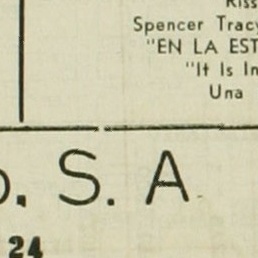 Spencer Tracy
"EN LA EST
"It Is In
Una
o. S. A.
24